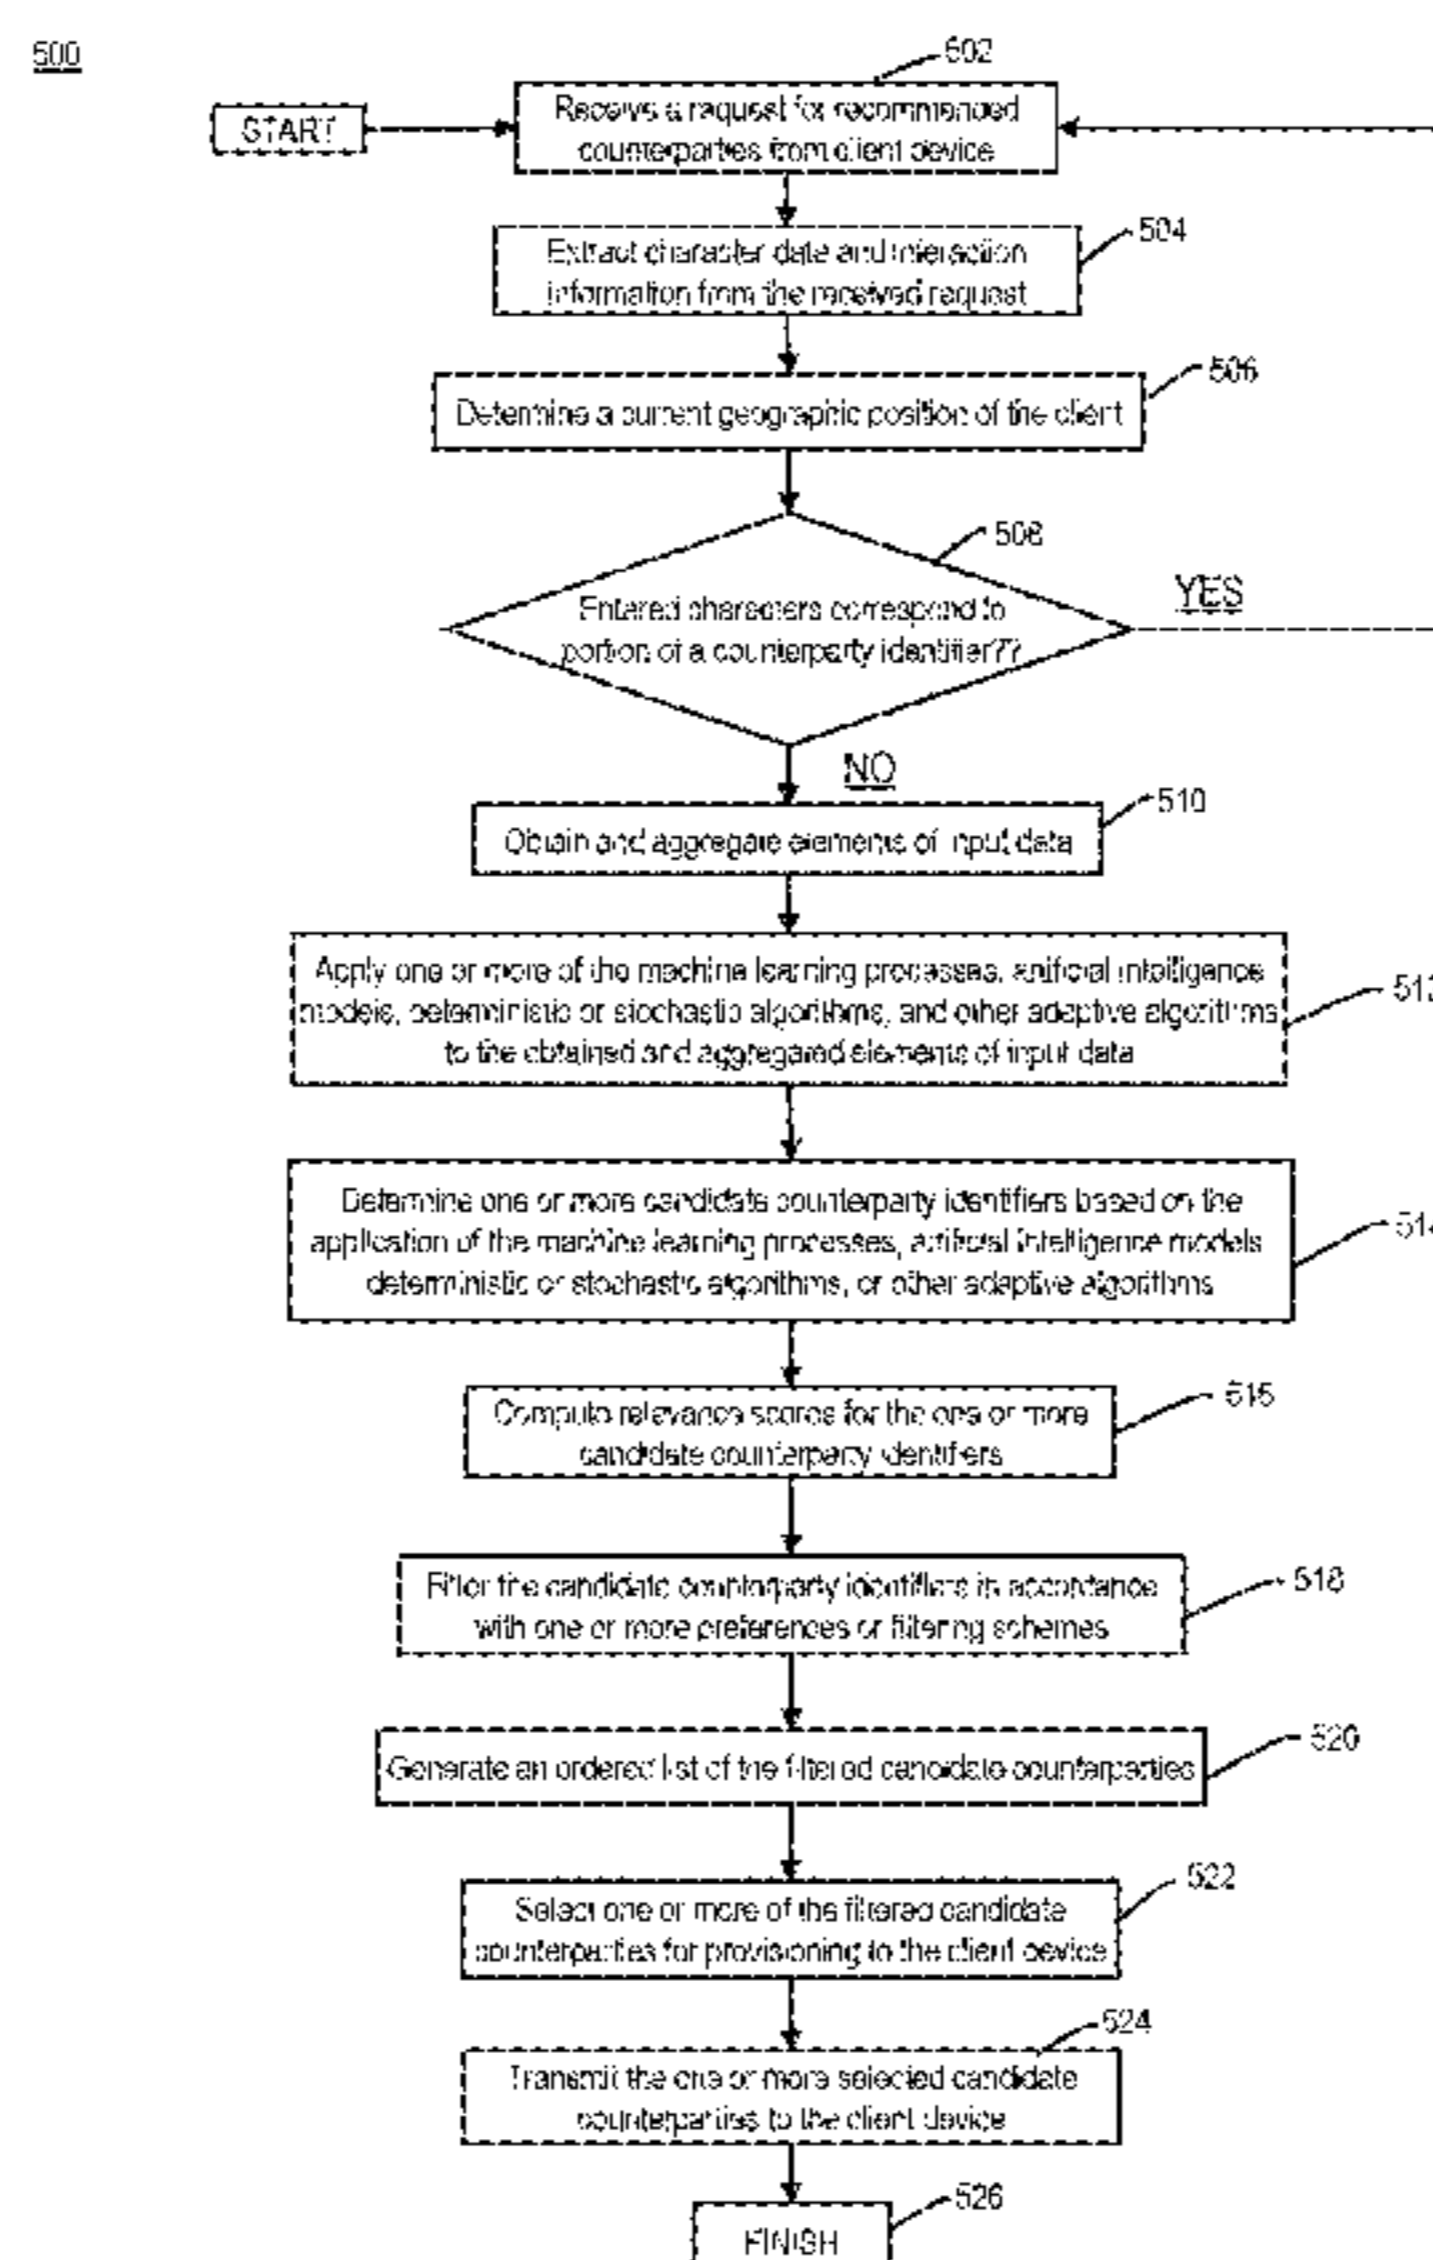 500
502
START
Receive a request for recommended
counterparties from client device
504
Extract character data and interaction
information from the received request
506
Determine a current geographic position of the client
508
YES
Entered characters correspond to
portion of a counterparty identifier??
NO
510
Obtain and aggregate elements of input data
Apply one or more of the machine learning processes, artificial intelligence
models, deterministic or stochastic algorithms, and other adaptive algorithms
to the obtained and aggregared elements of input data
512
Determine one or more candidate counterparty identifiers based on the
application of the machine learning processes, artificial intelligence models
deterministic or stochastic algorithms, or other adaptive algorithms
514
516
Compute relevance scores for the one or more
candidate counterparty identifiers
518
Filter the candidate counterparty identifiers in accordance
with one or more preferences or filtering schemes
520
Generate an ordered list of the filtered candidate counterparties
522
Select one or more of the filtered candidate
counterparties for provisioning to the client device
524
Transmit the one or more selected candidate
counterparties to the client device
526
FINISH